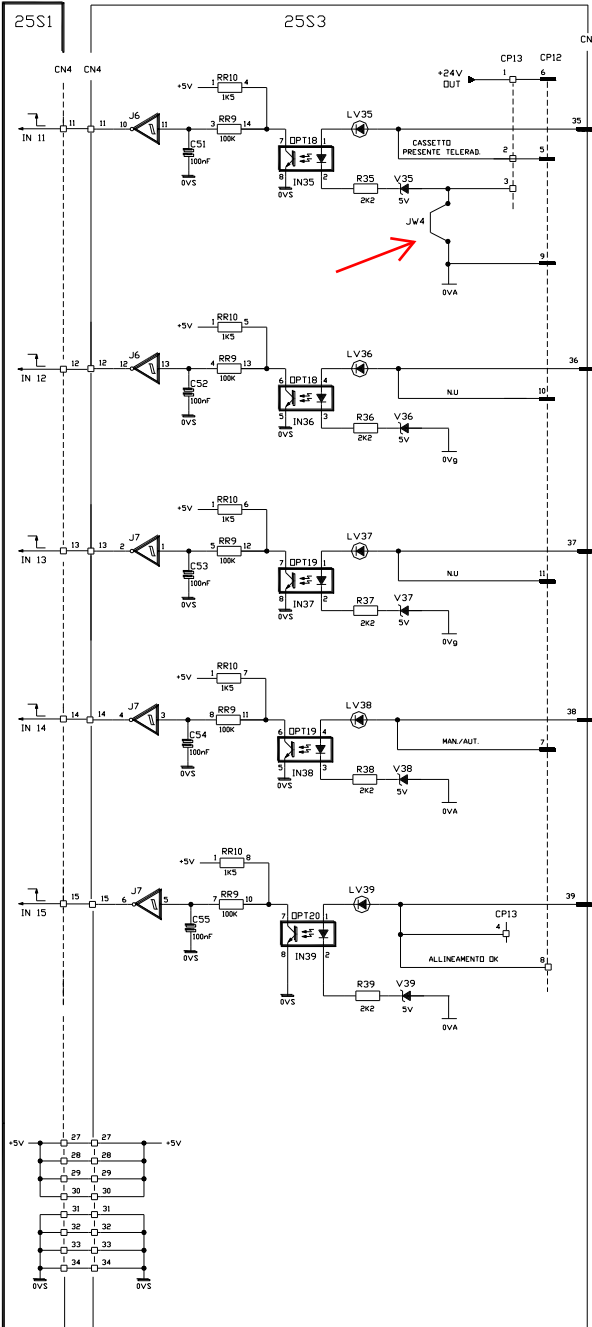 25S1 25S3
CN
CN4 CN4 CP13 CP12
+24V OUT 1 6
+5V 1 RR10 4
1K5
J6 RR9 LV35 35
IN 11 11 11 10 11 3 14
100K
C51
100nF
0VS
7 OPT18 1
8 2
IN35
0VS
CASSETTO 2 5
PRESENTE TELERAD.
R35 V35 3
2K2 5V
JW4
9
0VA
+5V 1 RR10 5
1K5
J6 RR9 LV36 36
IN 12 12 12 12 13 4 13
100K
C52
100nF
0VS
6 OPT18 4
5 3
IN36
0VS
N.U 10
R36 V36
2K2 5V
0Vg
+5V 1 RR10 6
1K5
J7 RR9 LV37 37
IN 13 13 13 2 1 5 12
100K
C53
100nF
0VS
7 OPT19 1
8 2
IN37
0VS
N.U 11
R37 V37
2K2 5V
0Vg
+5V 1 RR10 7
1K5
J7 RR9 LV38 38
IN 14 14 14 4 3 8 11
100K
C54
100nF
0VS
6 OPT19 4
5 3
IN38
0VS
MAN./AUT. 7
R38 V38
2K2 5V
0VA
+5V 1 RR10 8
1K5
J7 RR9 LV39 39
IN 15 15 15 6 5 7 10
100K
C55
100nF
0VS
7 OPT20 1
8 2
IN39
0VS
CP13
4
ALLINEAMENTO OK 8
R39 V39
2K2 5V
0VA
+5V 27 27 +5V
28 28
29 29
30 30
31 31
32 32
33 33
34 34
0VS 0VS